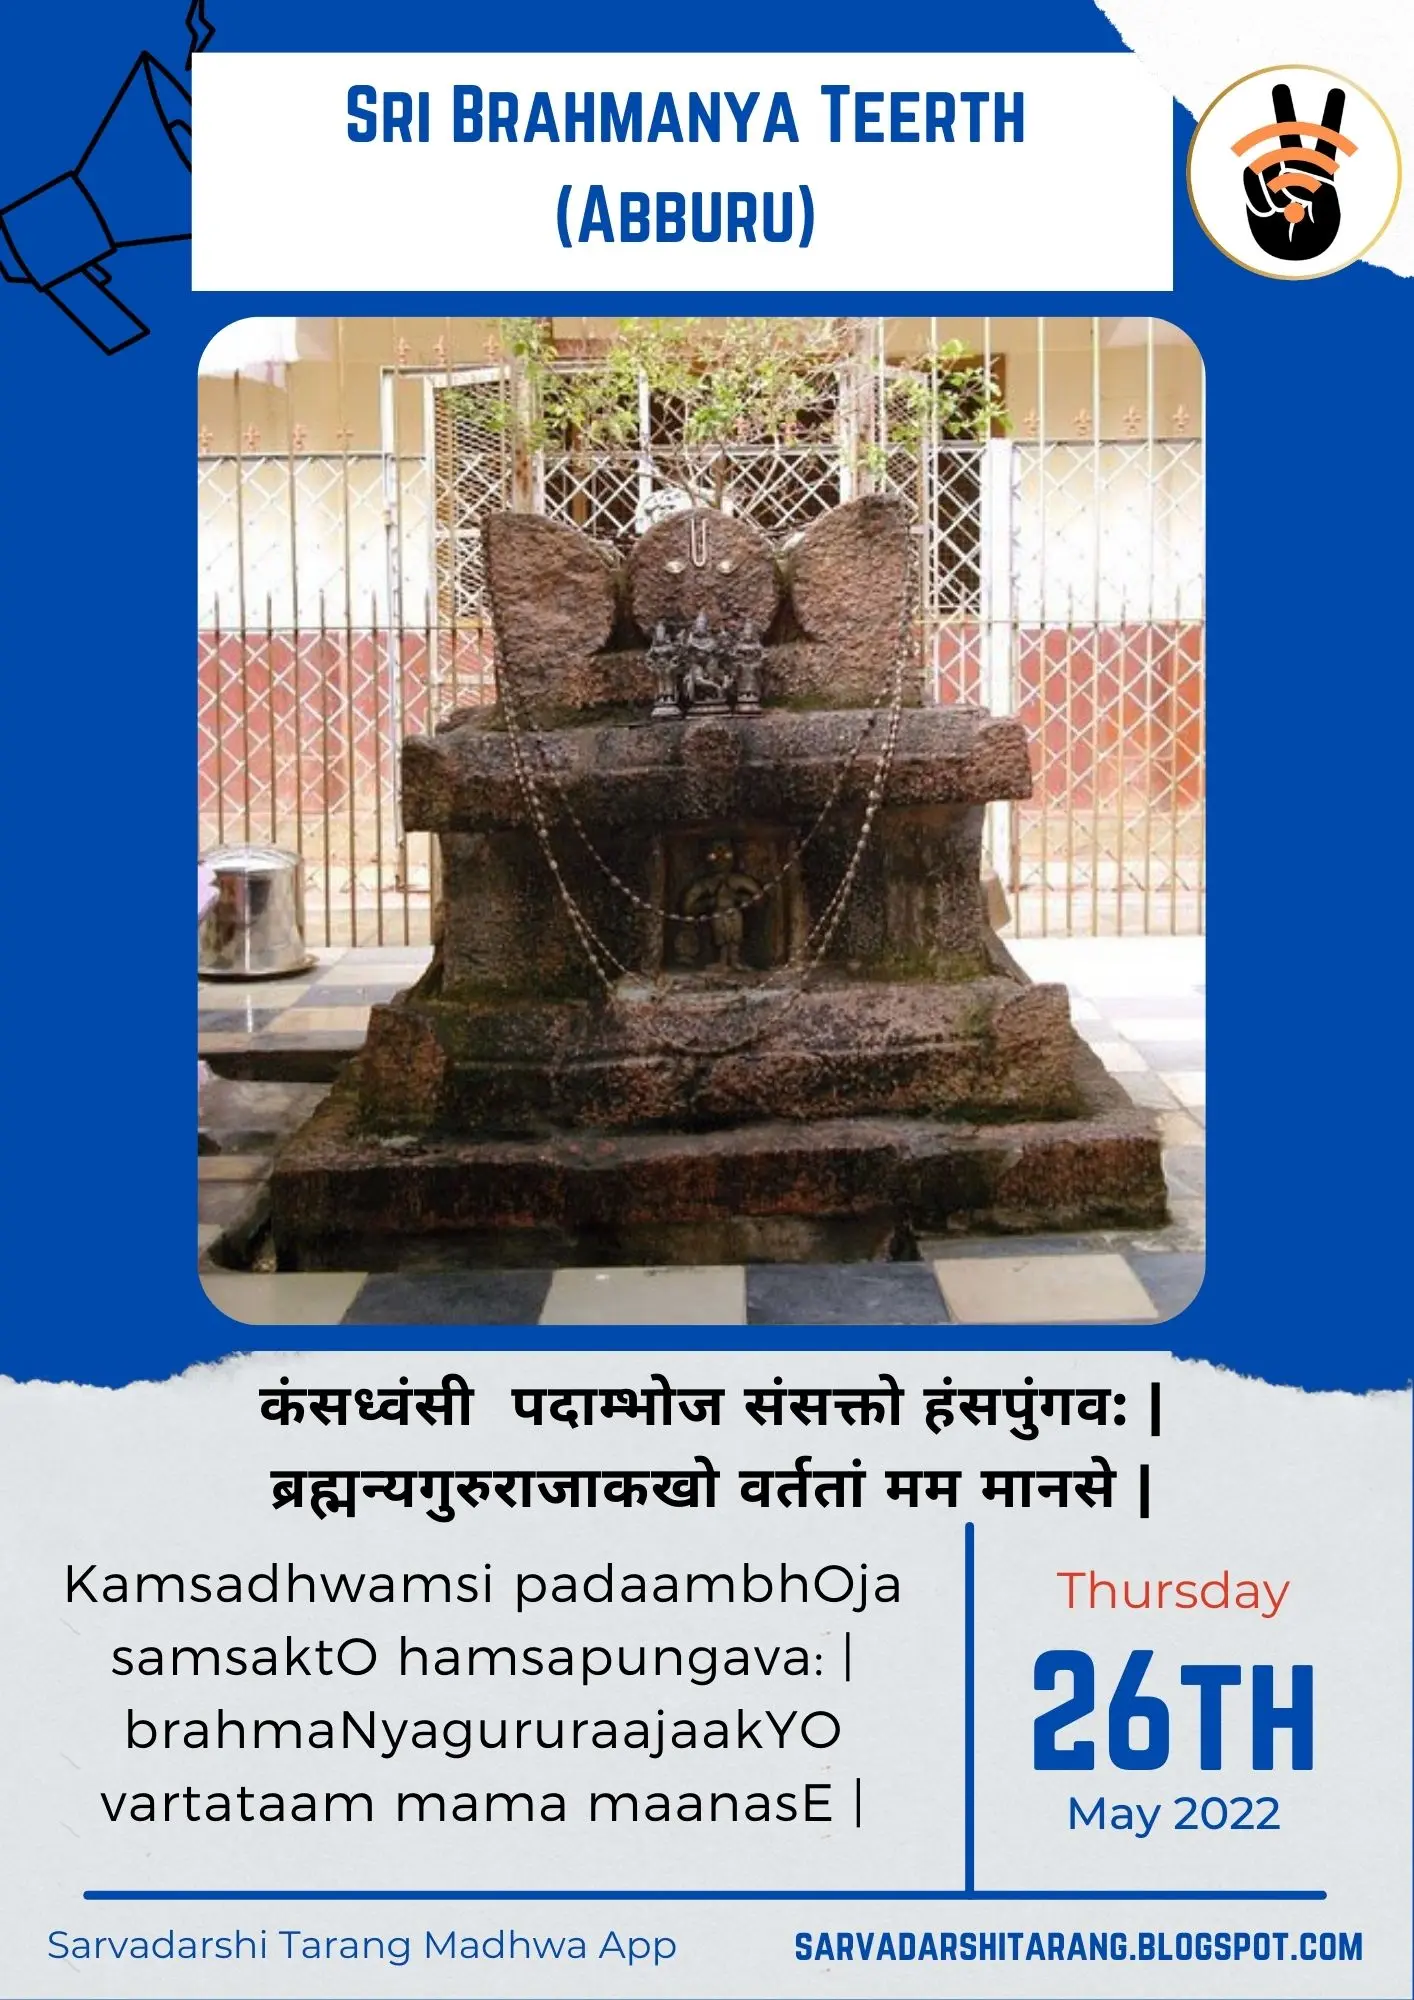 Sri Brahmanya Teerth
(Abburu)
कंसध्वंसी पदाम्भोज संसक्तो हंसपुंगव: |
ब्रह्मन्यगुरुराजाकखो वर्ततां मम मानसे |
Kamsadhwamsi padaambhOja
samsaktO hamsapungava: |
brahmaNyagururaajaakYO
vartataam mama maanasE |
Thursday
26TH
May 2022
Sarvadarshi Tarang Madhwa App
SARVADARSHITARANG.BLOGSPOT.COM